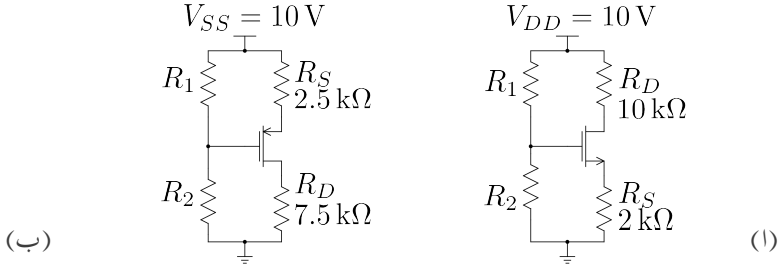 V_SS = 10 V
R_1
R_S
2.5 kΩ
R_2
R_D
7.5 kΩ
(ب)
V_DD = 10 V
R_1
R_D
10 kΩ
R_2
R_S
2 kΩ
(ا)